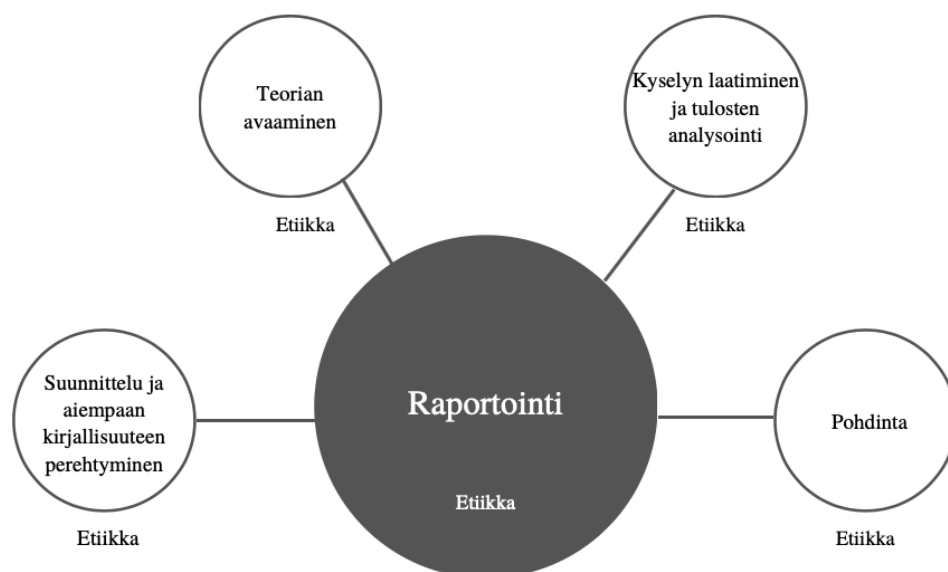 Teorian
avaaminen
Etiikka
Kyselyn laatiminen
ja tulosten
analysointi
Etiikka
Suunnittelu ja
aiempaan
kirjallisuuteen
perehtyminen
Etiikka
Raportointi
Etiikka
Pohdinta
Etiikka